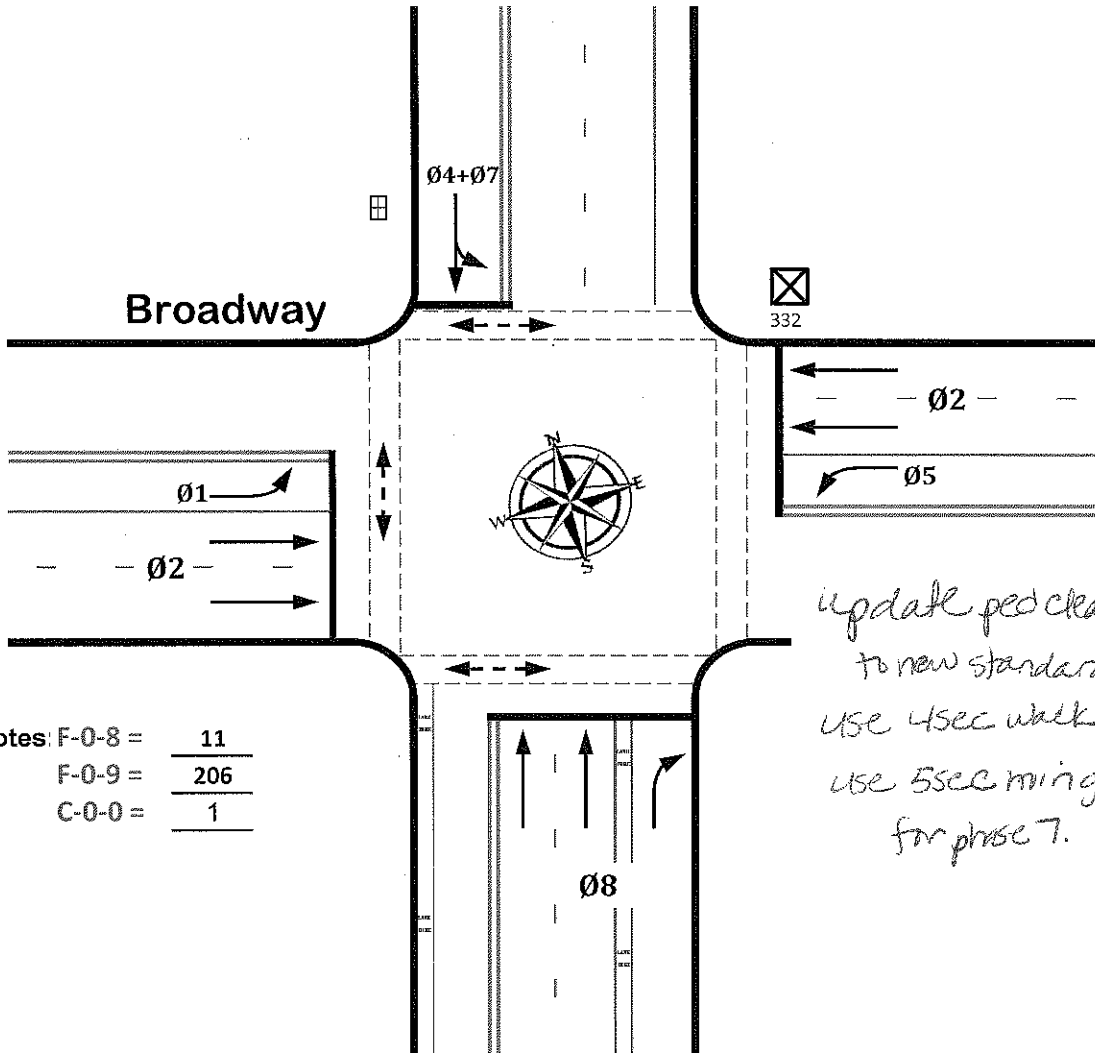 Ø4+Ø7
Broadway
332
N
E
W
S
Ø2
Ø5
Ø1
Ø2
update ped clea
to new standar
use 4sec walk
use 5sec ming
for phase 7.
otes: F-0-8 = 11
F-0-9 = 206
C-0-0 = 1
Ø8